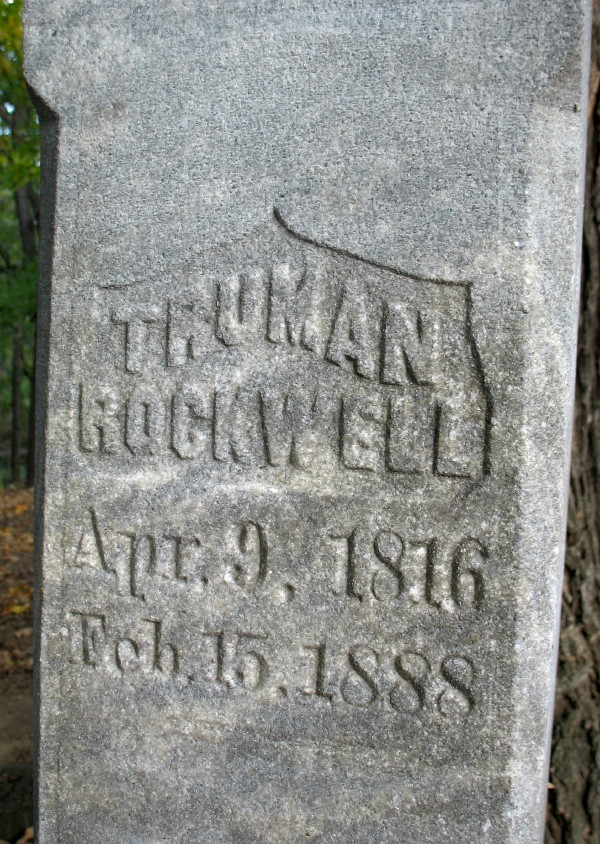 TRUMAN
ROCKWELL
Apr. 9, 1816
Feb. 15, 1888